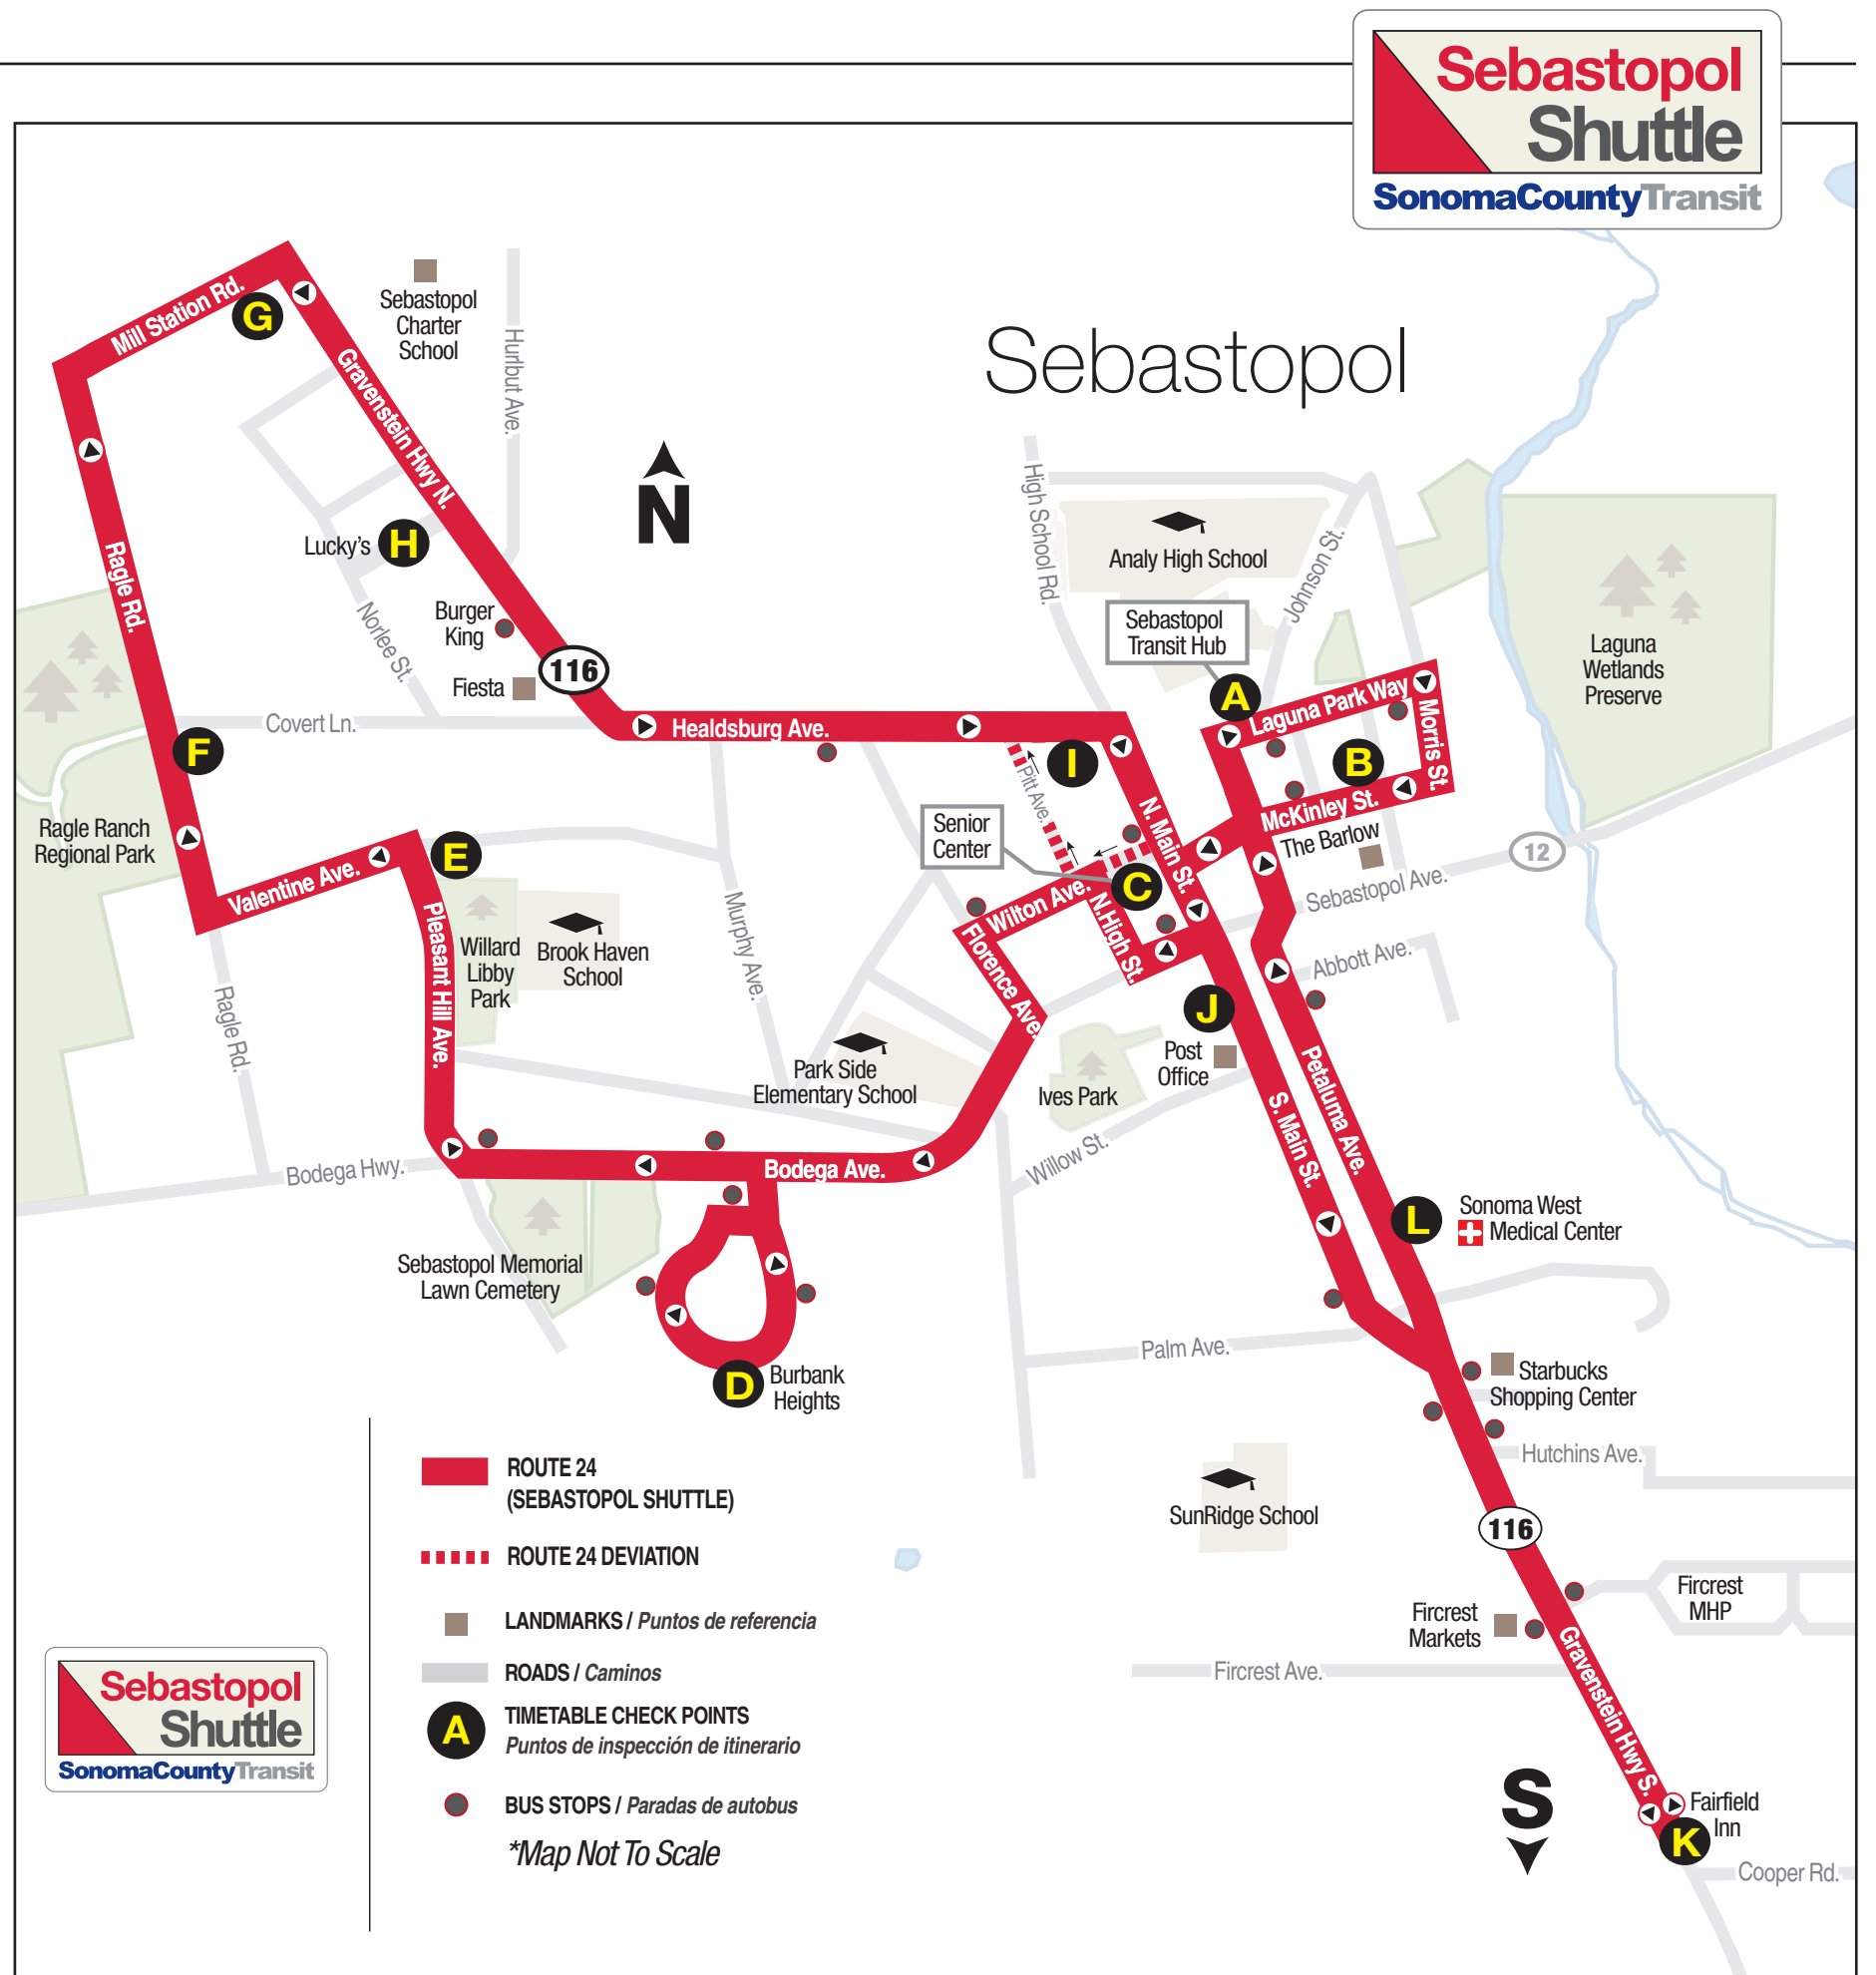 Sebastopol
Shuttle
SonomaCountyTransit
Sebastopol
N
Mill Station Rd.
G
Gravenstein Hwy N.
Sebastopol
Charter
School
Hurlbut Ave.
Lucky's
H
Ragle Rd.
Norlee St.
Burger
King
Fiesta
116
Covert Ln.
F
Healdsburg Ave.
High School Rd.
Analy High School
Johnson St.
Sebastopol
Transit Hub
A
Laguna Park Way
Morris St.
B
McKinley St.
The Barlow
Laguna
Wetlands
Preserve
12
Sebastopol Ave.
Abbott Ave.
I
Pitt Ave.
N. Main St.
Senior
Center
C
Wilton Ave.
N.High St.
Florence Ave.
Ragle Ranch
Regional Park
Valentine Ave.
E
Pleasant Hill Ave.
Willard
Libby
Park
Brook Haven
School
Murphy Ave.
Ragle Rd.
Park Side
Elementary School
Ives Park
J
Post
Office
S. Main St.
Petaluma Ave.
Willow St.
Bodega Hwy.
Bodega Ave.
Sebastopol Memorial
Lawn Cemetery
D
Burbank
Heights
L
Sonoma West
Medical Center
Palm Ave.
Starbucks
Shopping Center
Hutchins Ave.
SunRidge School
116
Fircrest
MHP
Fircrest
Markets
Fircrest Ave.
Gravenstein Hwy S.
Fairfield
Inn
K
Cooper Rd.
S
ROUTE 24
(SEBASTOPOL SHUTTLE)
ROUTE 24 DEVIATION
LANDMARKS / Puntos de referencia
ROADS / Caminos
A
TIMETABLE CHECK POINTS
Puntos de inspección de itinerario
BUS STOPS / Paradas de autobus
*Map Not To Scale
Sebastopol
Shuttle
SonomaCountyTransit